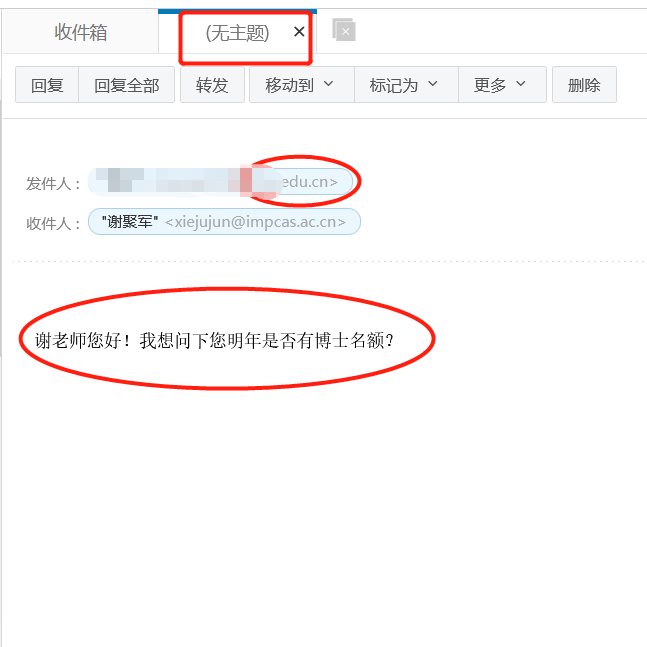 收件箱 (无主题) ×
回复 回复全部 转发 移动到 标记为 更多 删除
发件人： edu.cn>
收件人： "谢聚军" <xiejujun@impcas.ac.cn>
谢老师您好！我想问下您明年是否有博士名额？